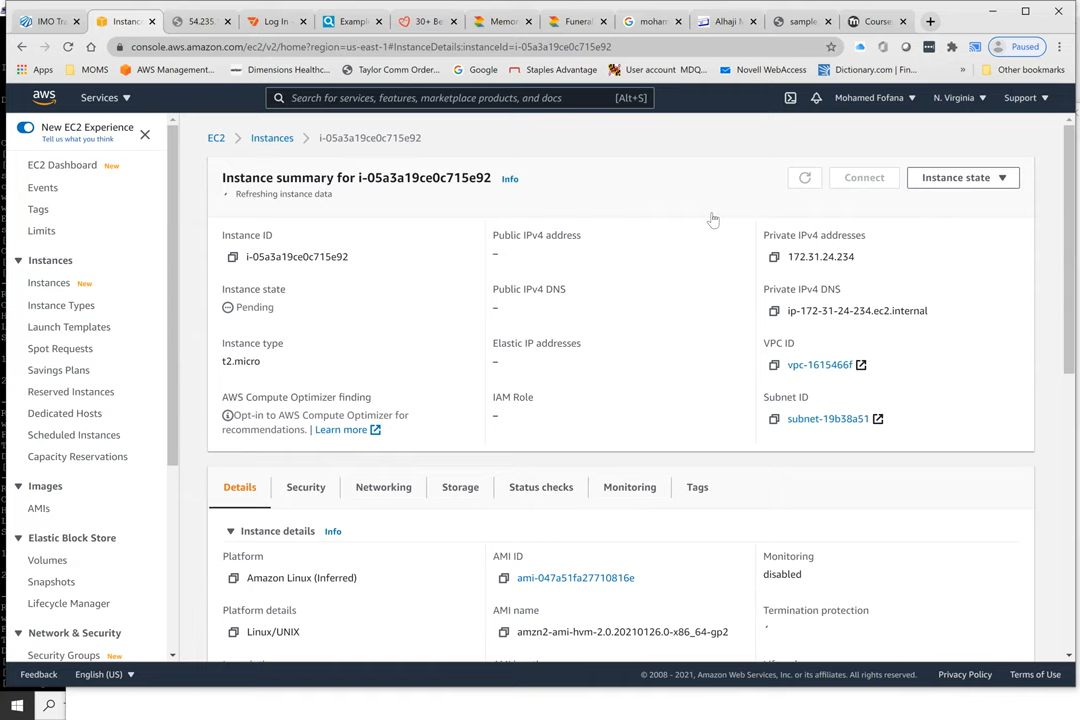 IMO Tra
Instanc
54.235.
Log In
Example
30+ Be
Memor
Funeral
moham
Alhaji M
sample
Course:
console.aws.amazon.com/ec2/v2/home?region=us-east-1#InstanceDetails:instanceId=i-05a3a19ce0c715e92
Paused
Apps
MOMS
AWS Management...
Dimensions Healthc...
Taylor Comm Order...
Google
Staples Advantage
User account MDQ...
Novell WebAccess
Dictionary.com | Fin...
»
Other bookmarks
aws
Services
Search for services, features, marketplace products, and docs
[Alt+S]
Mohamed Fofana
N. Virginia
Support
New EC2 Experience
Tell us what you think
EC2 Dashboard New
Events
Tags
Limits
Instances
Instances New
Instance Types
Launch Templates
Spot Requests
Savings Plans
Reserved Instances
Dedicated Hosts
Scheduled Instances
Capacity Reservations
Images
AMIs
Elastic Block Store
Volumes
Snapshots
Lifecycle Manager
Network & Security
Security Groups New
EC2 > Instances > i-05a3a19ce0c715e92
Instance summary for i-05a3a19ce0c715e92 Info
Refreshing instance data
Connect
Instance state
Instance ID
i-05a3a19ce0c715e92
Public IPv4 address
–
Private IPv4 addresses
172.31.24.234
Instance state
Pending
Public IPv4 DNS
–
Private IPv4 DNS
ip-172-31-24-234.ec2.internal
Instance type
t2.micro
Elastic IP addresses
–
VPC ID
vpc-1615466f
AWS Compute Optimizer finding
Opt-in to AWS Compute Optimizer for
recommendations. | Learn more
IAM Role
–
Subnet ID
subnet-19b38a51
Details
Security
Networking
Storage
Status checks
Monitoring
Tags
Instance details Info
Platform
Amazon Linux (Inferred)
AMI ID
ami-047a51fa27710816e
Monitoring
disabled
Platform details
Linux/UNIX
AMI name
amzn2-ami-hvm-2.0.20210126.0-x86_64-gp2
Termination protection
Feedback
English (US)
© 2008 - 2021, Amazon Web Services, Inc. or its affiliates. All rights reserved.
Privacy Policy
Terms of Use